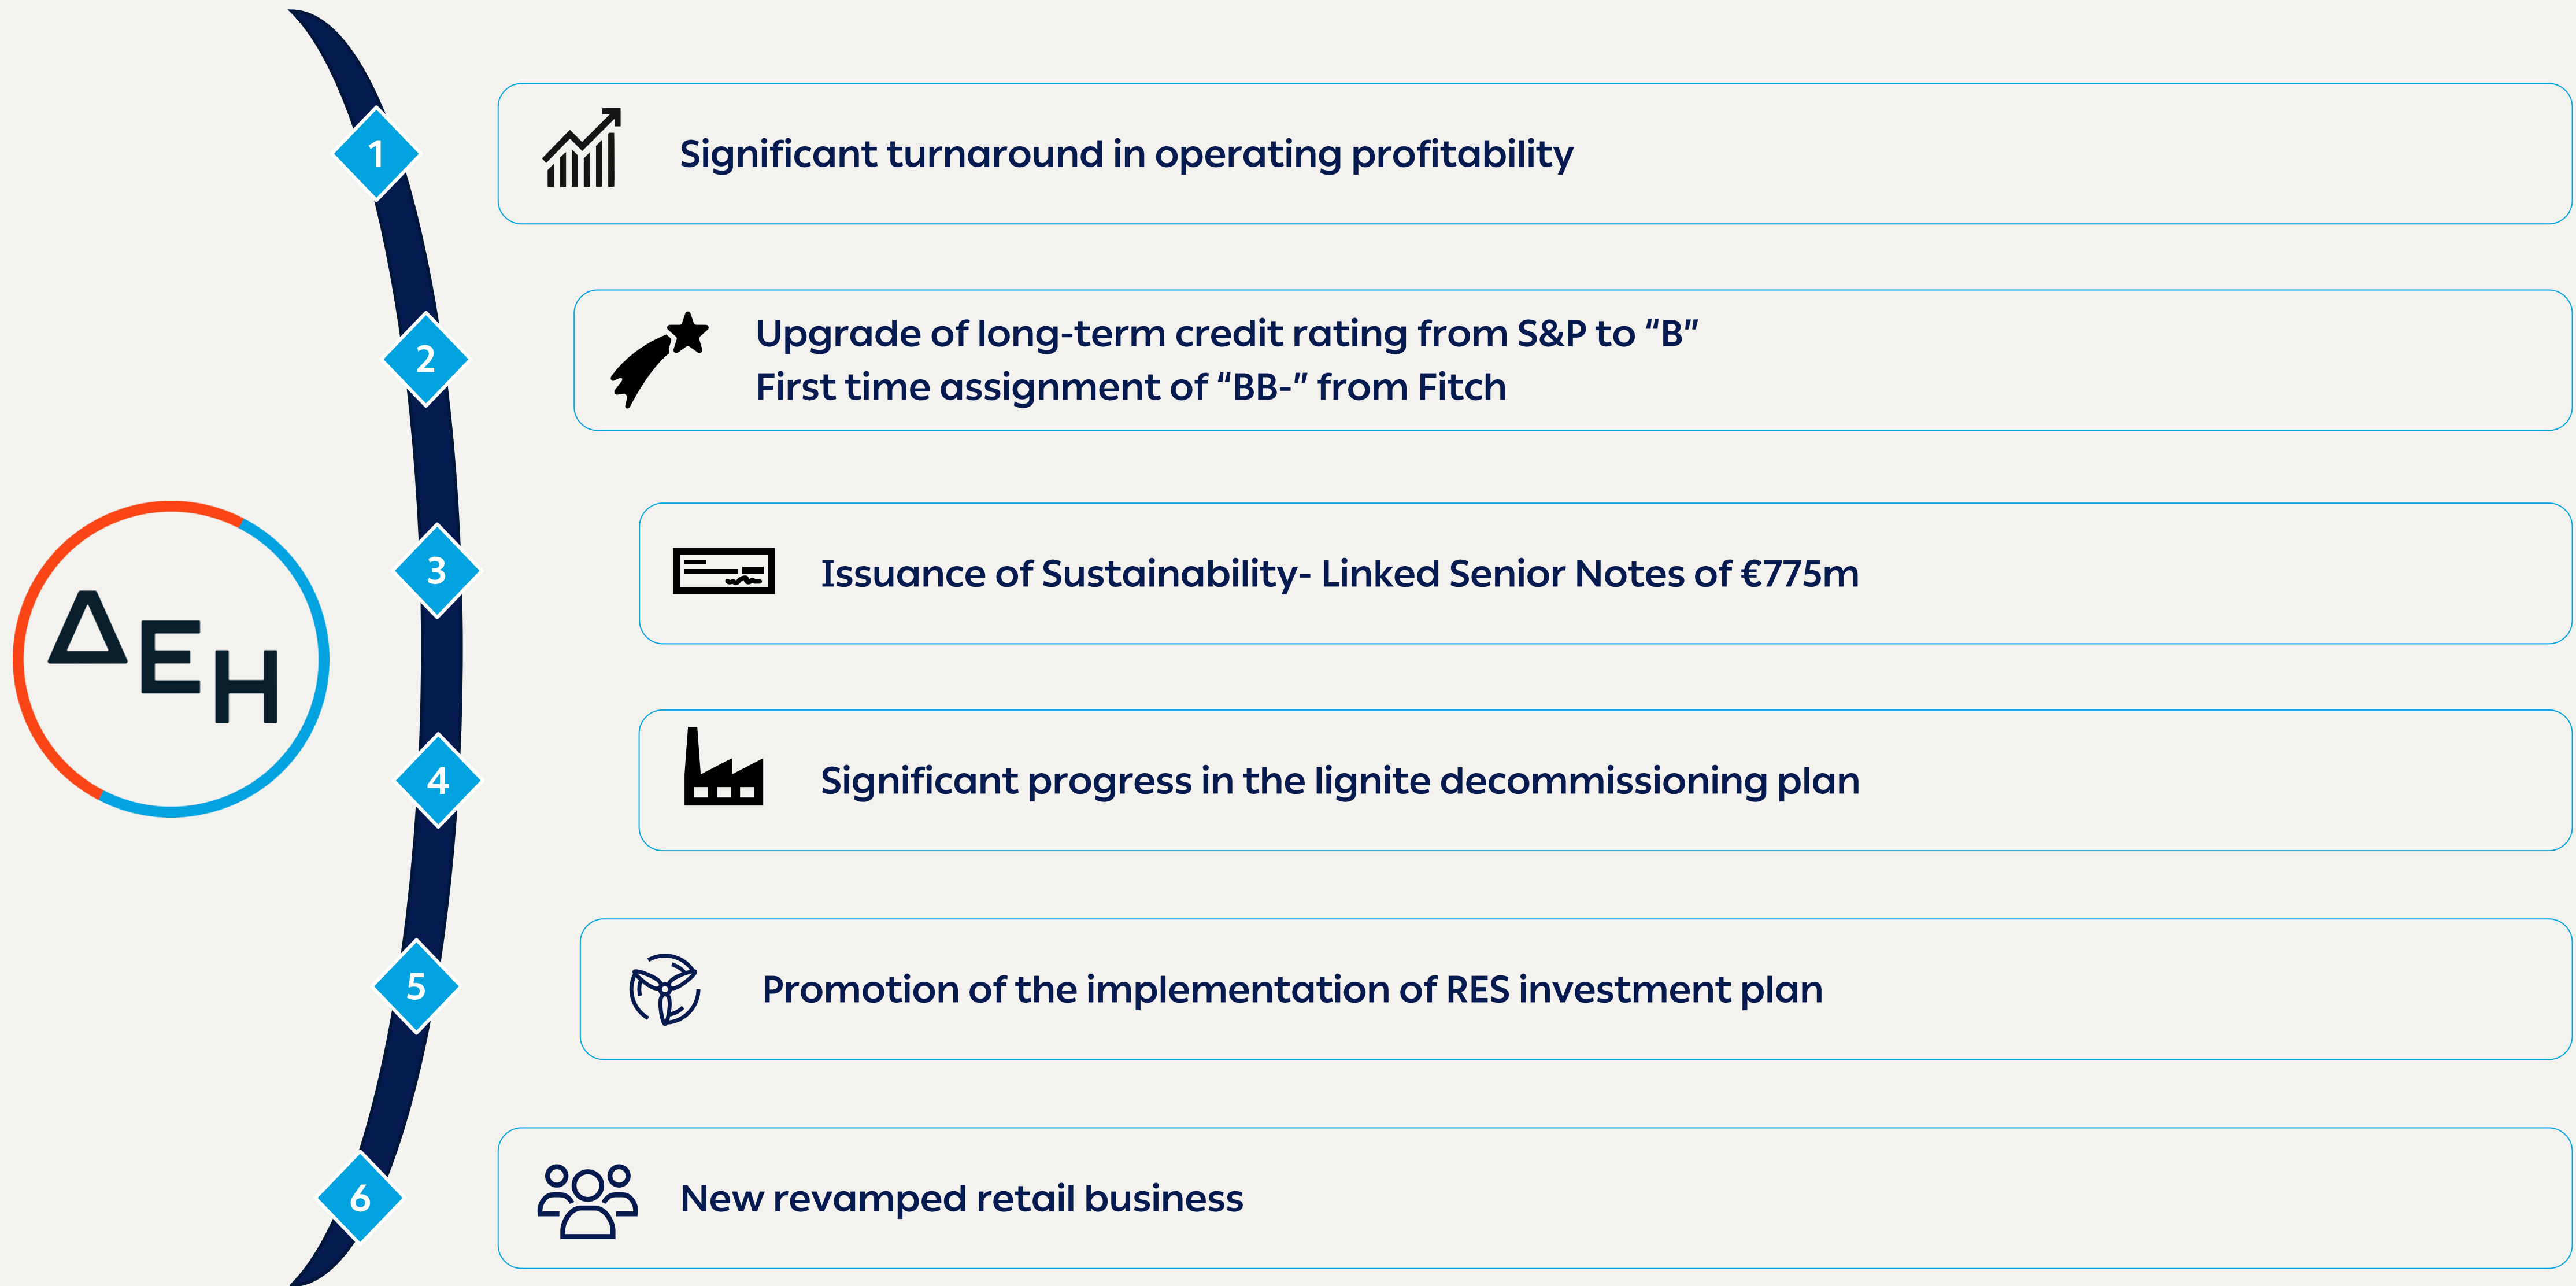 1
Significant turnaround in operating profitability
2
Upgrade of long-term credit rating from S&P to “B”
First time assignment of “BB-” from Fitch
3
Issuance of Sustainability- Linked Senior Notes of €775m
ΔΕΗ
4
Significant progress in the lignite decommissioning plan
5
Promotion of the implementation of RES investment plan
6
New revamped retail business